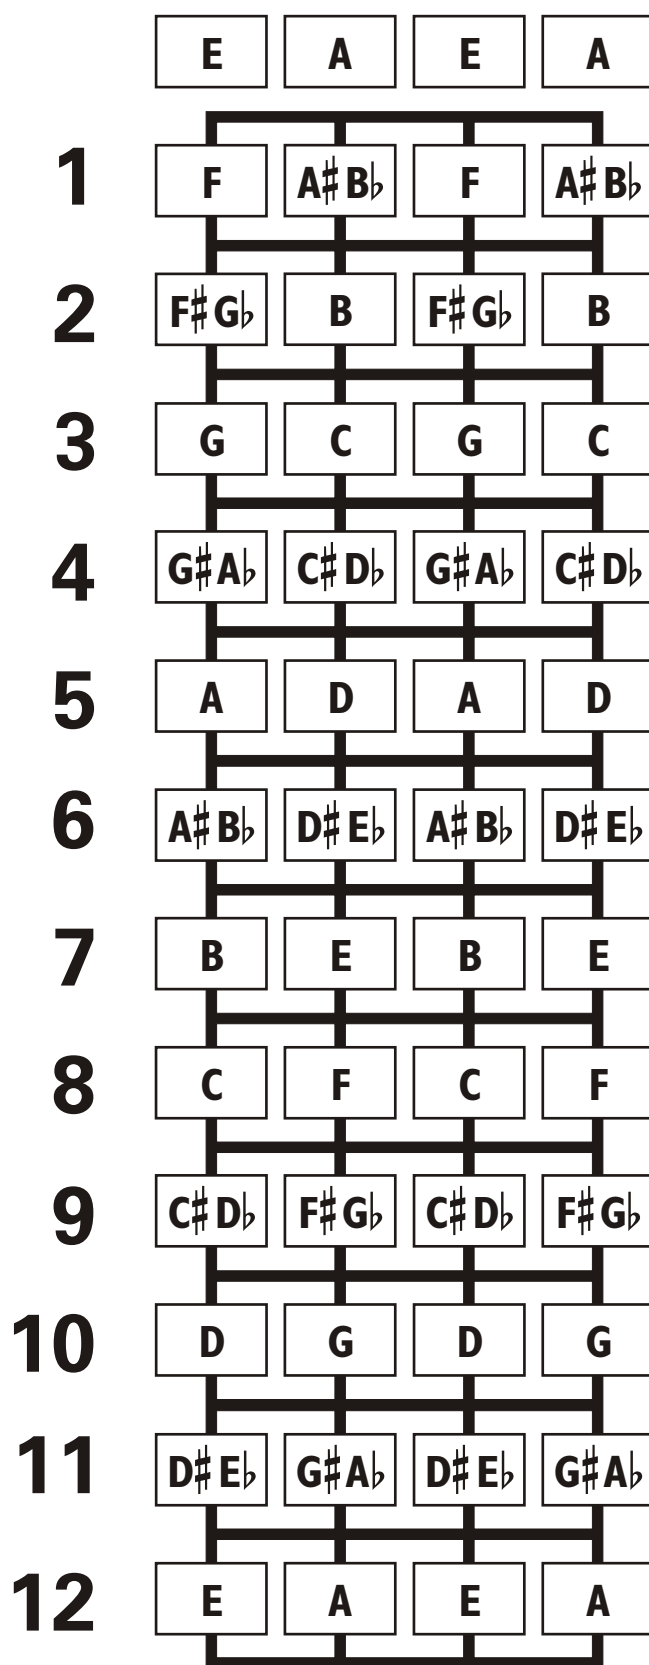 E A E A
1 F A♯B♭ F A♯B♭
2 F♯G♭ B F♯G♭ B
3 G C G C
4 G♯A♭ C♯D♭ G♯A♭ C♯D♭
5 A D A D
6 A♯B♭ D♯E♭ A♯B♭ D♯E♭
7 B E B E
8 C F C F
9 C♯D♭ F♯G♭ C♯D♭ F♯G♭
10 D G D G
11 D♯E♭ G♯A♭ D♯E♭ G♯A♭
12 E A E A